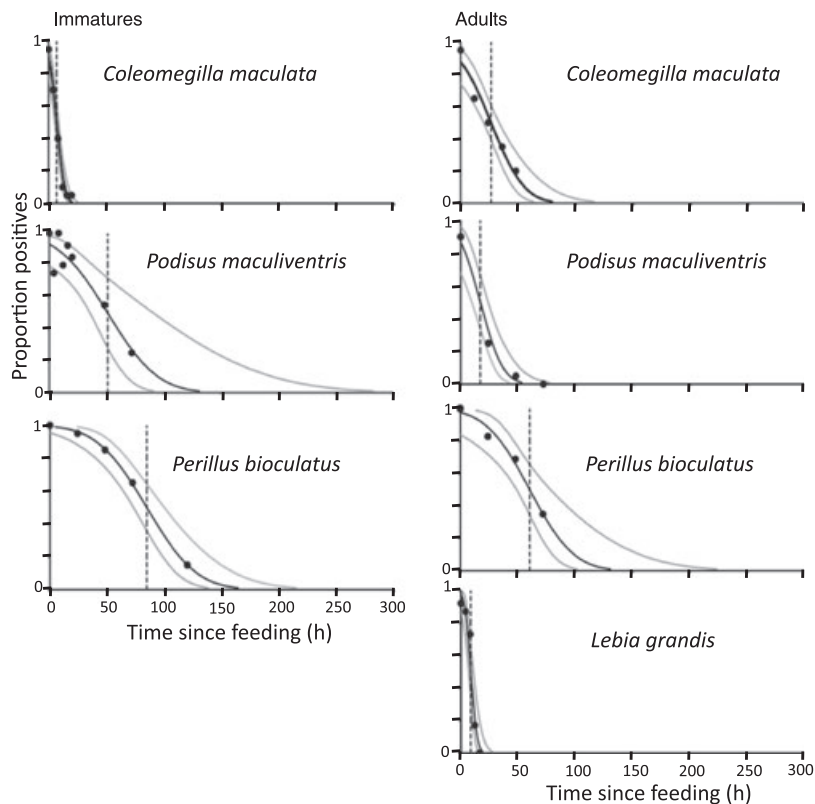 Immatures
1
Coleomegilla maculata
0
1
Podisus maculiventris
0
1
Perillus bioculatus
0
0 50 100 150 200 250 300
Time since feeding (h)
Proportion positives
Adults
1
Coleomegilla maculata
0
1
Podisus maculiventris
0
1
Perillus bioculatus
0
1
Lebia grandis
0
0 50 100 150 200 250 300
Time since feeding (h)